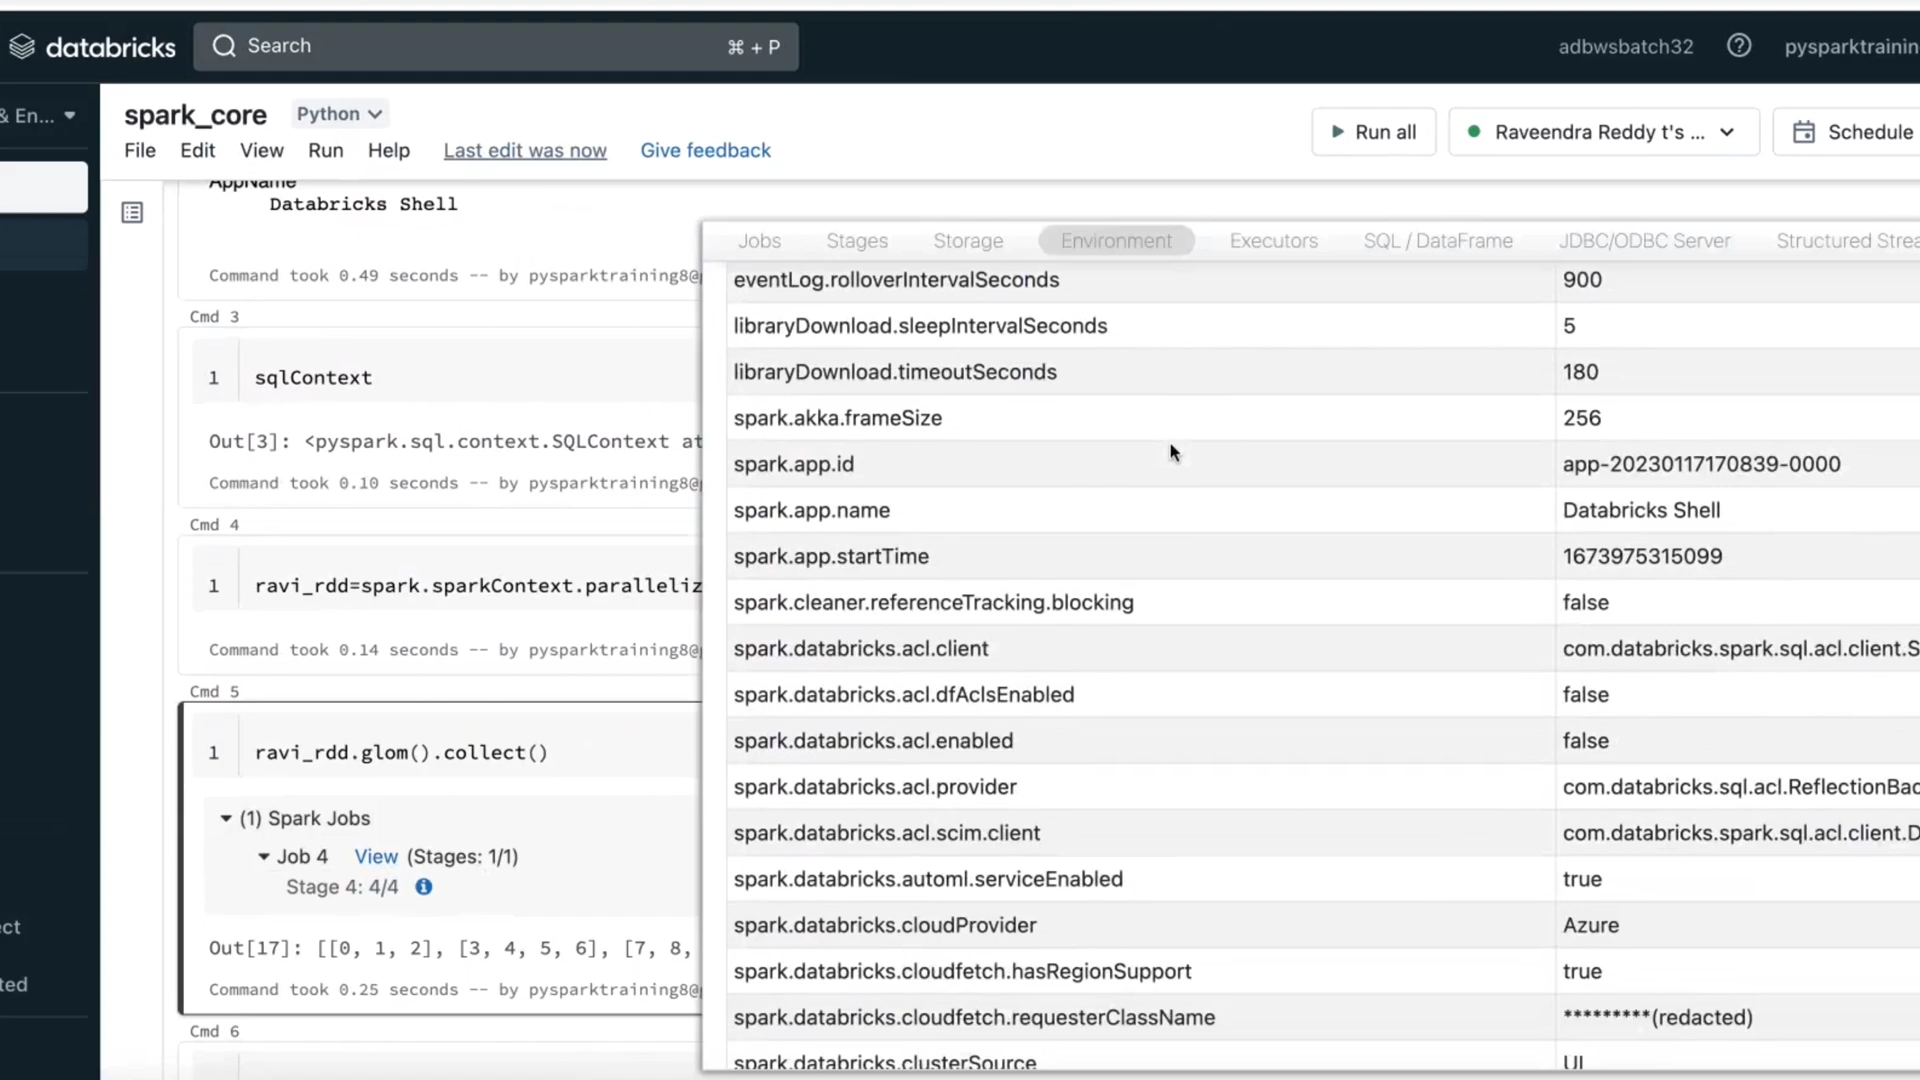 databricks
Search
⌘ + P
adbwsbatch32
pysparktrainin
& En...
spark_core
Python
File
Edit
View
Run
Help
Last edit was now
Give feedback
Run all
Raveendra Reddy t's ...
Schedule
AppName
Databricks Shell
Command took 0.49 seconds -- by pysparktraining8@
Cmd 3
1 sqlContext
Out[3]: <pyspark.sql.context.SQLContext at
Command took 0.10 seconds -- by pysparktraining8@
Cmd 4
1 ravi_rdd=spark.sparkContext.paralleliz
Command took 0.14 seconds -- by pysparktraining8@
Cmd 5
1 ravi_rdd.glom().collect()
(1) Spark Jobs
Job 4 View (Stages: 1/1)
Stage 4: 4/4
Out[17]: [[0, 1, 2], [3, 4, 5, 6], [7, 8,
Command took 0.25 seconds -- by pysparktraining8@
Cmd 6
ect
ted
Jobs Stages Storage Environment Executors SQL / DataFrame JDBC/ODBC Server Structured Strea
eventLog.rolloverIntervalSeconds 900
libraryDownload.sleepIntervalSeconds 5
libraryDownload.timeoutSeconds 180
spark.akka.frameSize 256
spark.app.id app-20230117170839-0000
spark.app.name Databricks Shell
spark.app.startTime 1673975315099
spark.cleaner.referenceTracking.blocking false
spark.databricks.acl.client com.databricks.spark.sql.acl.client.S
spark.databricks.acl.dfAclsEnabled false
spark.databricks.acl.enabled false
spark.databricks.acl.provider com.databricks.sql.acl.ReflectionBac
spark.databricks.acl.scim.client com.databricks.spark.sql.acl.client.D
spark.databricks.automl.serviceEnabled true
spark.databricks.cloudProvider Azure
spark.databricks.cloudfetch.hasRegionSupport true
spark.databricks.cloudfetch.requesterClassName *********(redacted)
spark.databricks.clusterSource UI